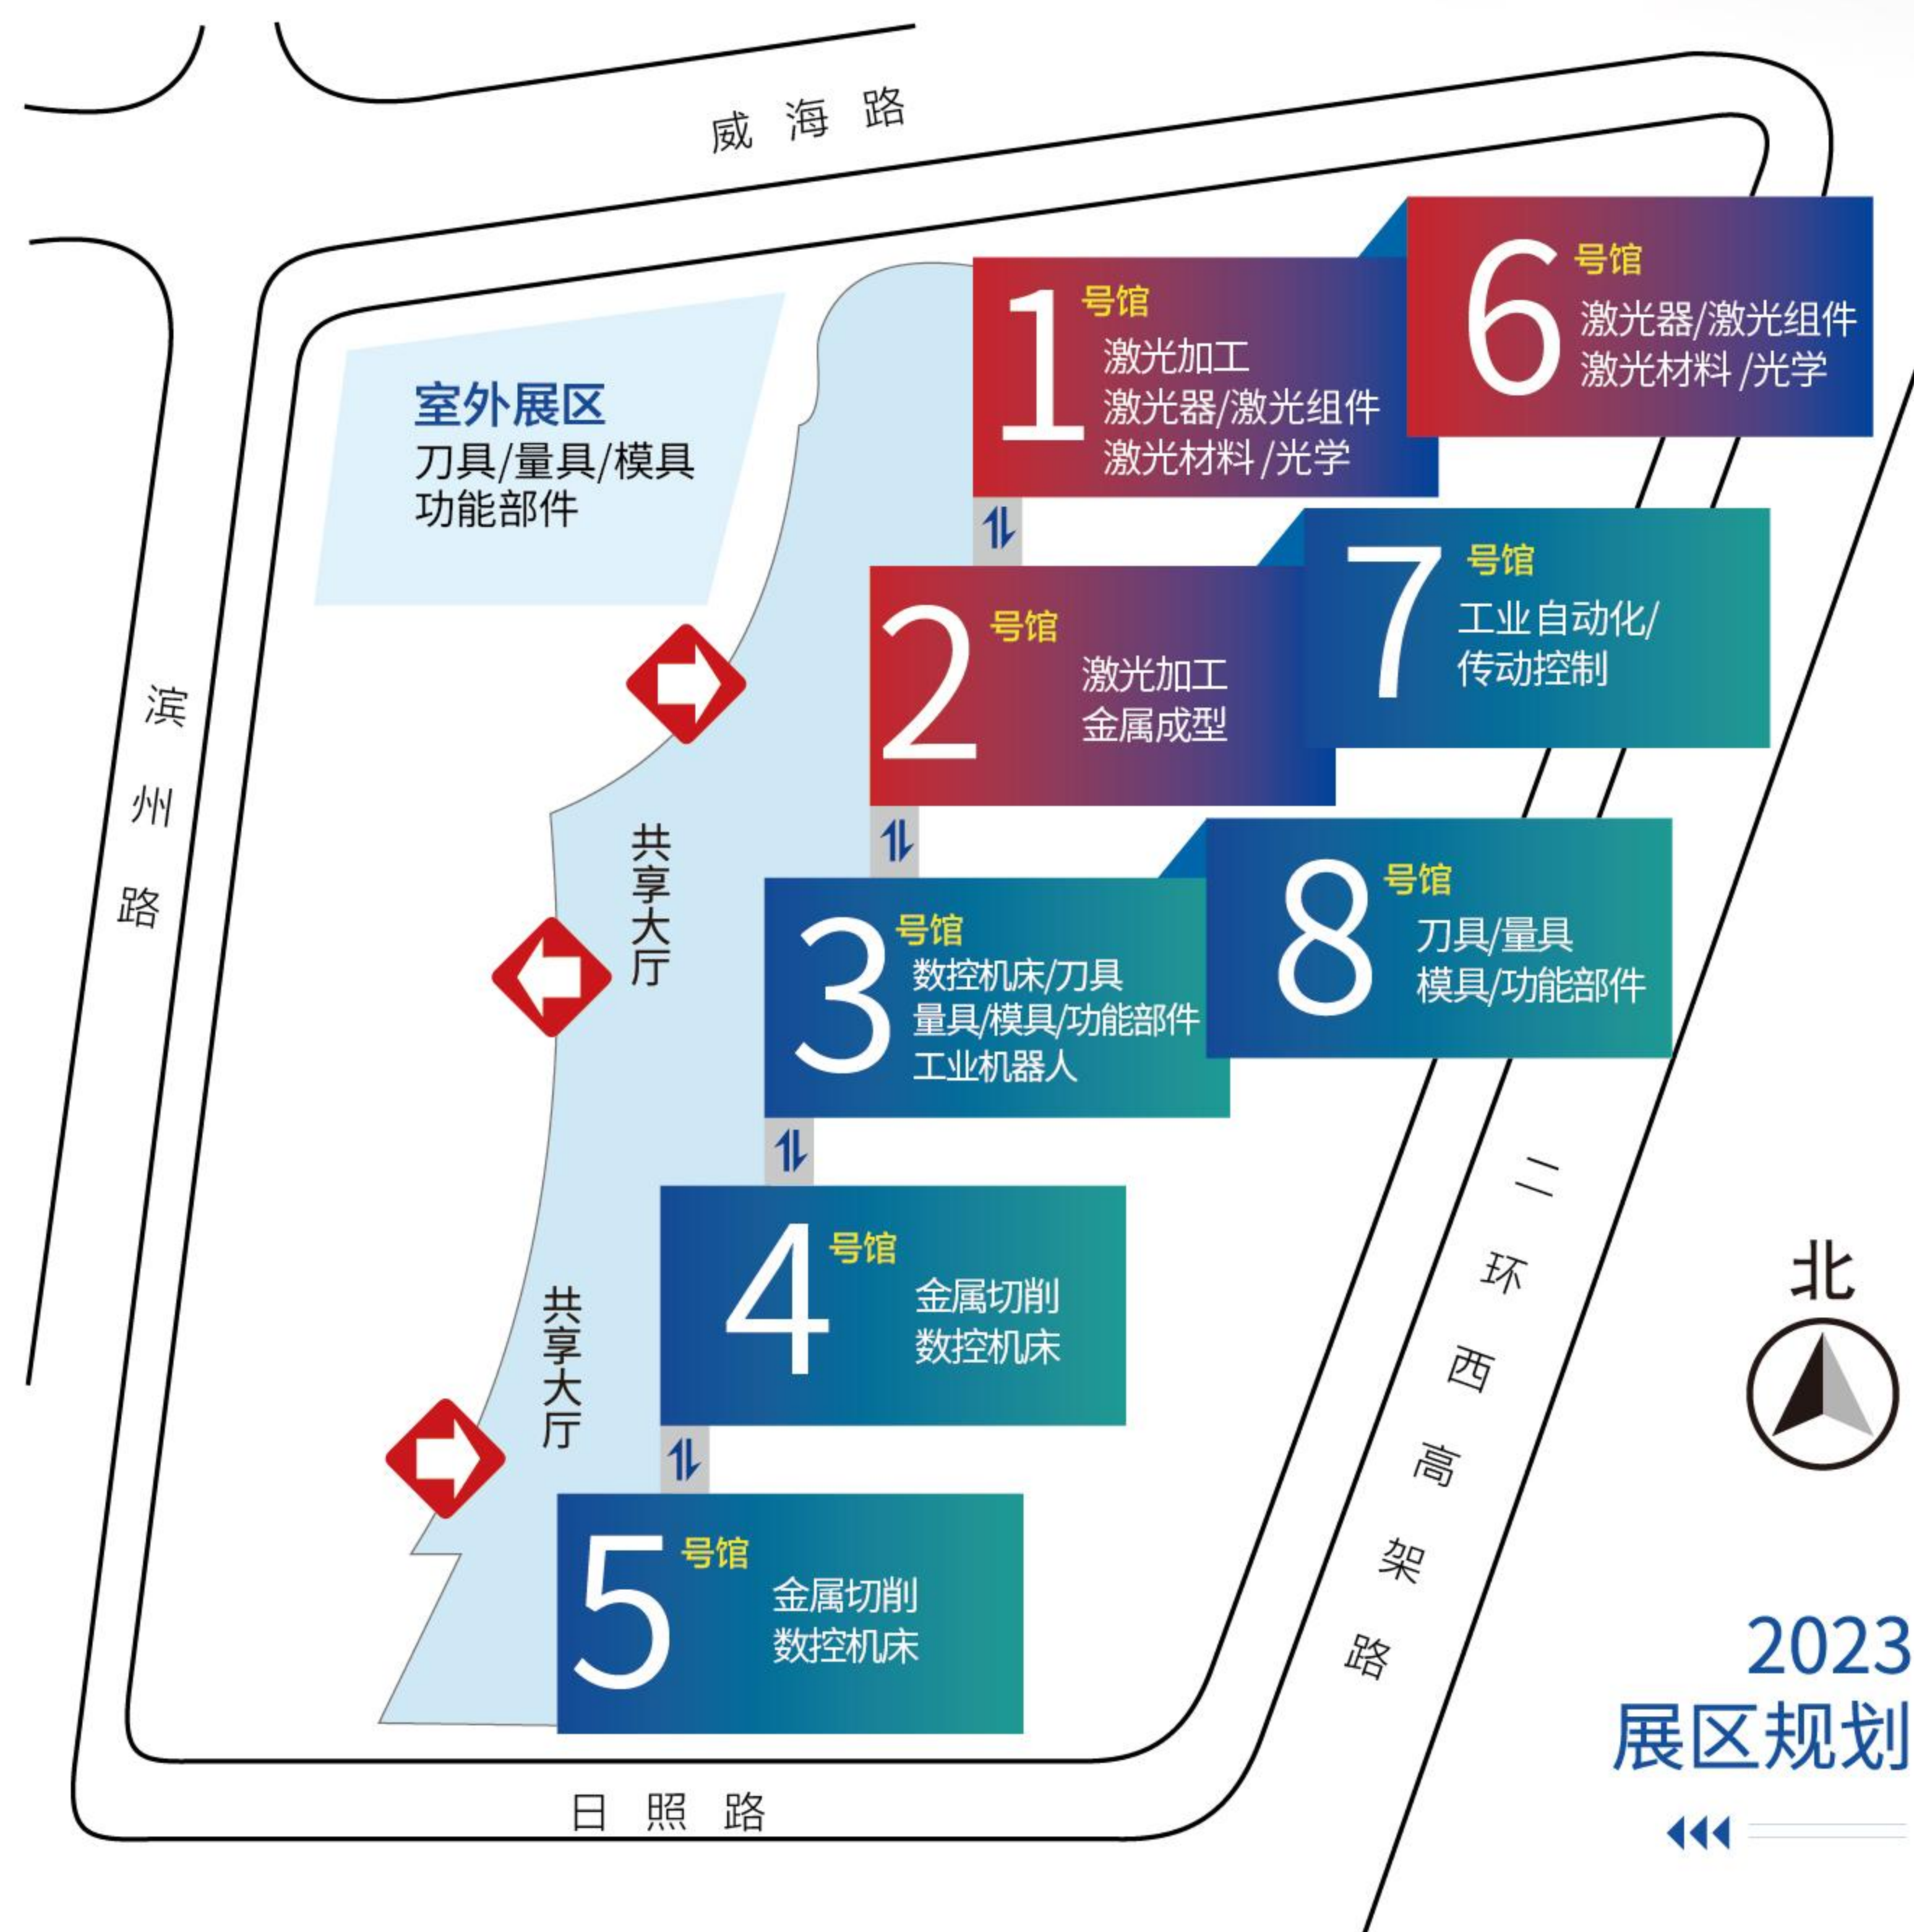 威海路
6号馆
激光器/激光组件
激光材料/光学
1号馆
激光加工
激光器/激光组件
激光材料/光学
室外展区
刀具/量具/模具
功能部件
7号馆
工业自动化/
传动控制
2号馆
激光加工
金属成型
滨州路
共享大厅
8号馆
刀具/量具
模具/功能部件
3号馆
数控机床/刀具
量具/模具/功能部件
工业机器人
二环西高架路
4号馆
金属切削
数控机床
北
共享大厅
5号馆
金属切削
数控机床
2023
展区规划
日照路